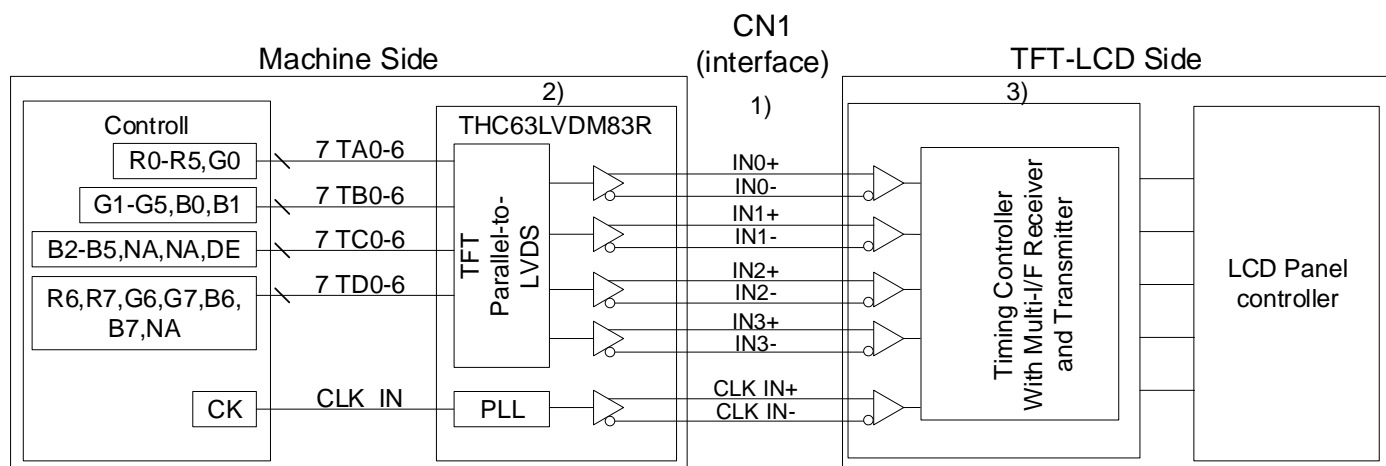 CN1
(interface)
Machine Side
TFT-LCD Side
1)
2)
3)
Controll
THC63LVDM83R
R0-R5,G0
7 TA0-6
G1-G5,B0,B1
7 TB0-6
B2-B5,NA,NA,DE
7 TC0-6
R6,R7,G6,G7,B6,
B7,NA
7 TD0-6
CK
CLK IN
TFT
Parallel-to-
LVDS
PLL
IN0+
IN0-
IN1+
IN1-
IN2+
IN2-
IN3+
IN3-
CLK IN+
CLK IN-
Timing Controller
With Multi-I/F Receiver
and Transmitter
LCD Panel
controller